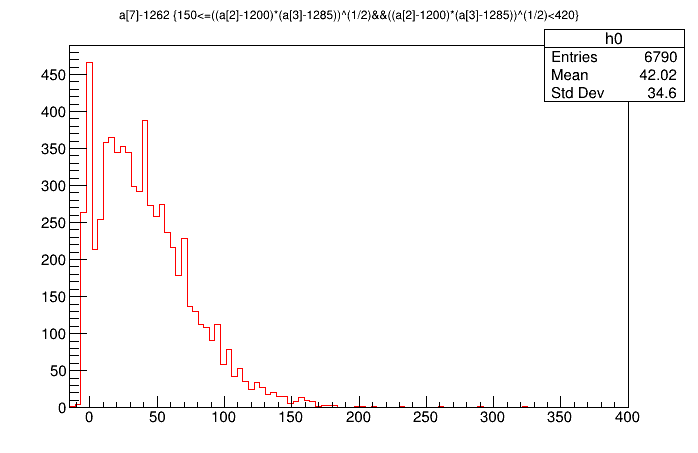 a[7]-1262 {150<=((a[2]-1200)*(a[3]-1285))^(1/2)&&((a[2]-1200)*(a[3]-1285))^(1/2)<420}
h0
Entries 6790
Mean 42.02
Std Dev 34.6
450
400
350
300
250
200
150
100
50
0
0 50 100 150 200 250 300 350 400